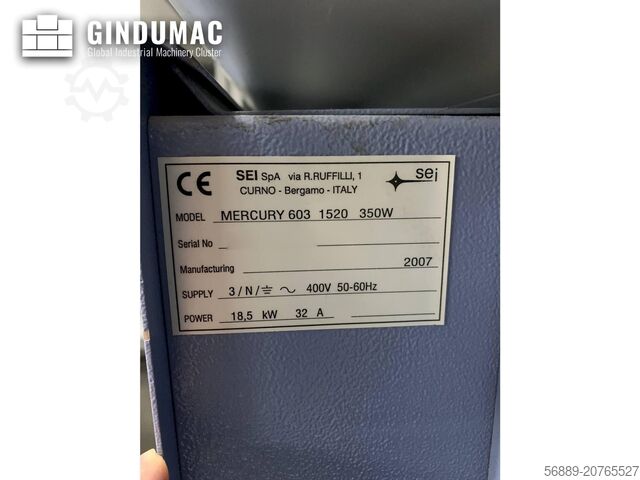 GINDUMAC
Global Industrial Machinery Cluster
CE SEI SpA via R.RUFFILLI, 1 sei
CURNO - Bergamo - ITALY
MODEL MERCURY 603 1520 350W
Serial No _
Manufacturing 2007
SUPPLY 3 / N / ⏚ ~ 400V 50-60Hz
POWER 18,5 kW 32 A
56889-20765527